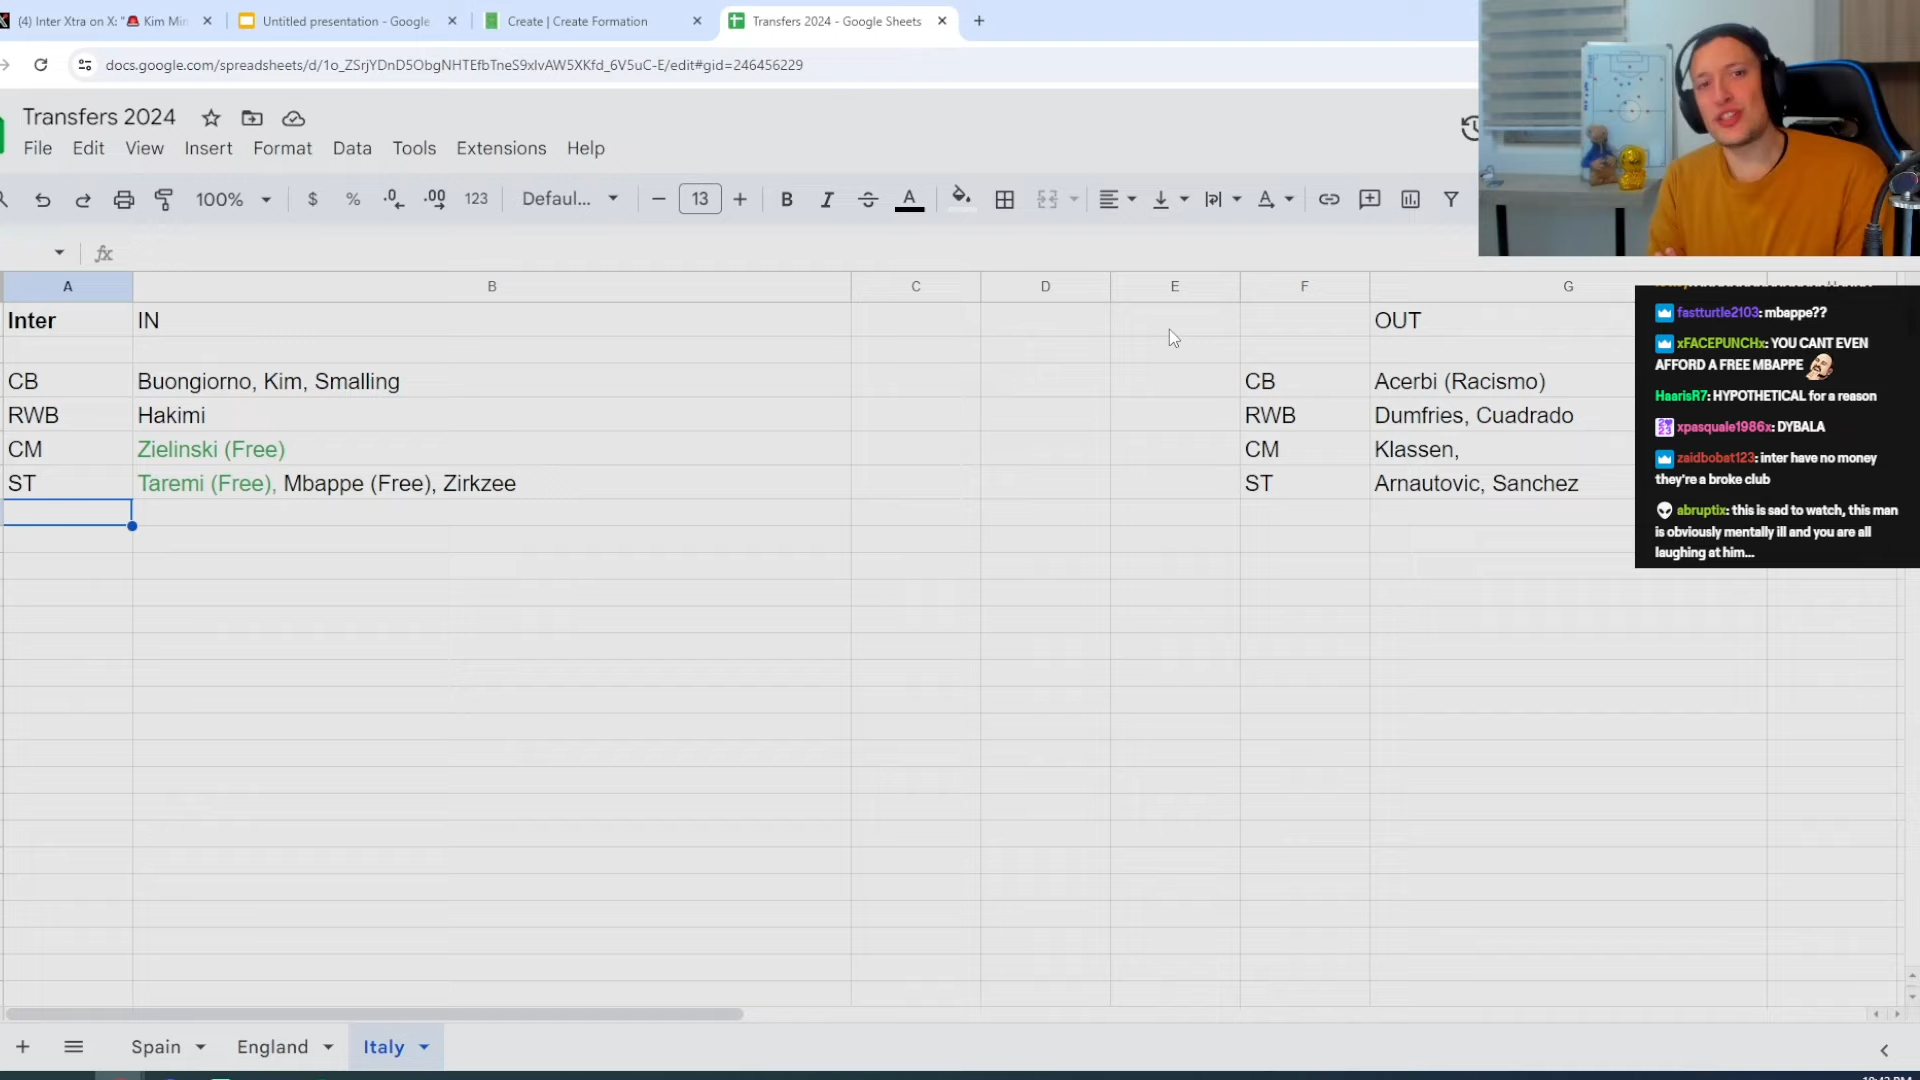 (4) Inter Xtra on X: "🚨 Kim Min
Untitled presentation - Google
Create | Create Formation
Transfers 2024 - Google Sheets
docs.google.com/spreadsheets/d/1o_ZSrjYDnD5ObgNHTEfbTneS9xIvAW5XKfd_6V5uC-E/edit#gid=246456229
Transfers 2024
File Edit View Insert Format Data Tools Extensions Help
100% $ % .0 .00 123 Defaul... − 13 + B I S A
fx
A B C D E F G
Inter IN OUT
CB Buongiorno, Kim, Smalling CB Acerbi (Racismo)
RWB Hakimi RWB Dumfries, Cuadrado
CM Zielinski (Free) CM Klassen,
ST Taremi (Free), Mbappe (Free), Zirkzee ST Arnautovic, Sanchez
fastturtle2103: mbappe??
xFACEPUNCHx: YOU CANT EVEN
AFFORD A FREE MBAPPE
HaarisR7: HYPOTHETICAL for a reason
xpasquale1986x: DYBALA
zaidbobat123: inter have no money
they're a broke club
abruptix: this is sad to watch, this man
is obviously mentally ill and you are all
laughing at him...
+ Spain England Italy